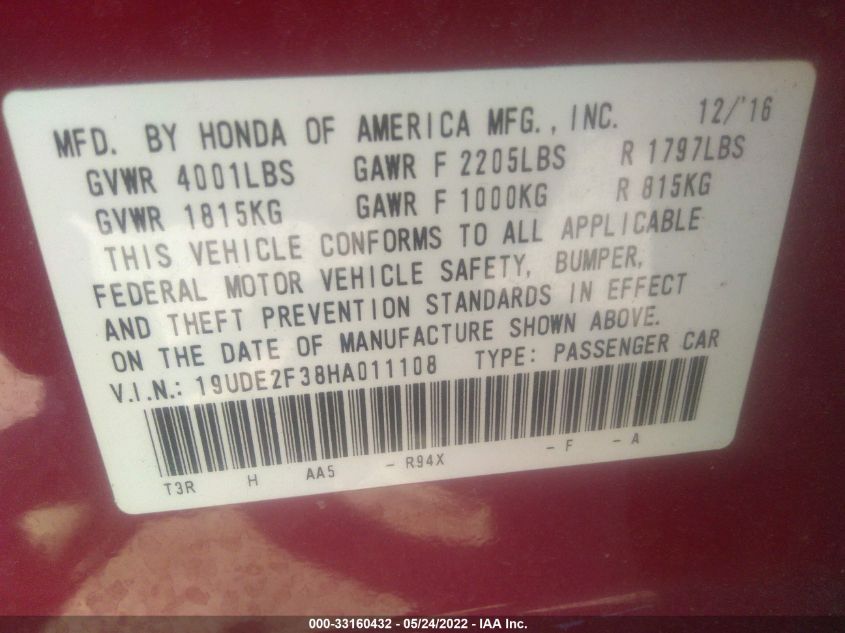 MFD. BY HONDA OF AMERICA MFG., INC. 12/'16
GVWR 4001LBS GAWR F 2205LBS R 1797LBS
GVWR 1815KG GAWR F 1000KG R 815KG
THIS VEHICLE CONFORMS TO ALL APPLICABLE
FEDERAL MOTOR VEHICLE SAFETY, BUMPER,
AND THEFT PREVENTION STANDARDS IN EFFECT
ON THE DATE OF MANUFACTURE SHOWN ABOVE.
V.I.N.: 19UDE2F38HA011108 TYPE: PASSENGER CAR
T3R H AA5 - R94X - F - A
000-33160432 - 05/24/2022 - IAA Inc.